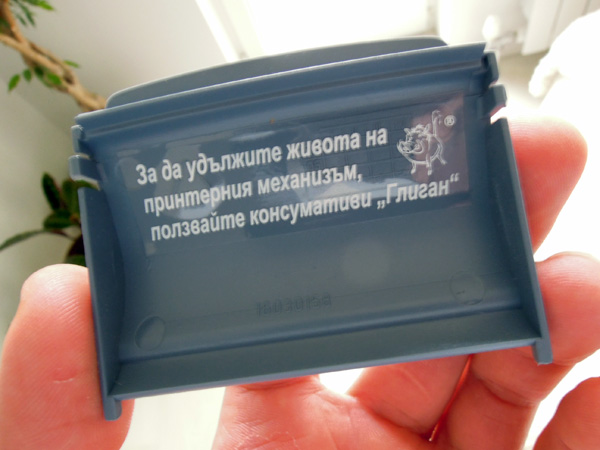 За да удължите живота на
принтерния механизъм,
ползвайте консумативи „Глиган“
®